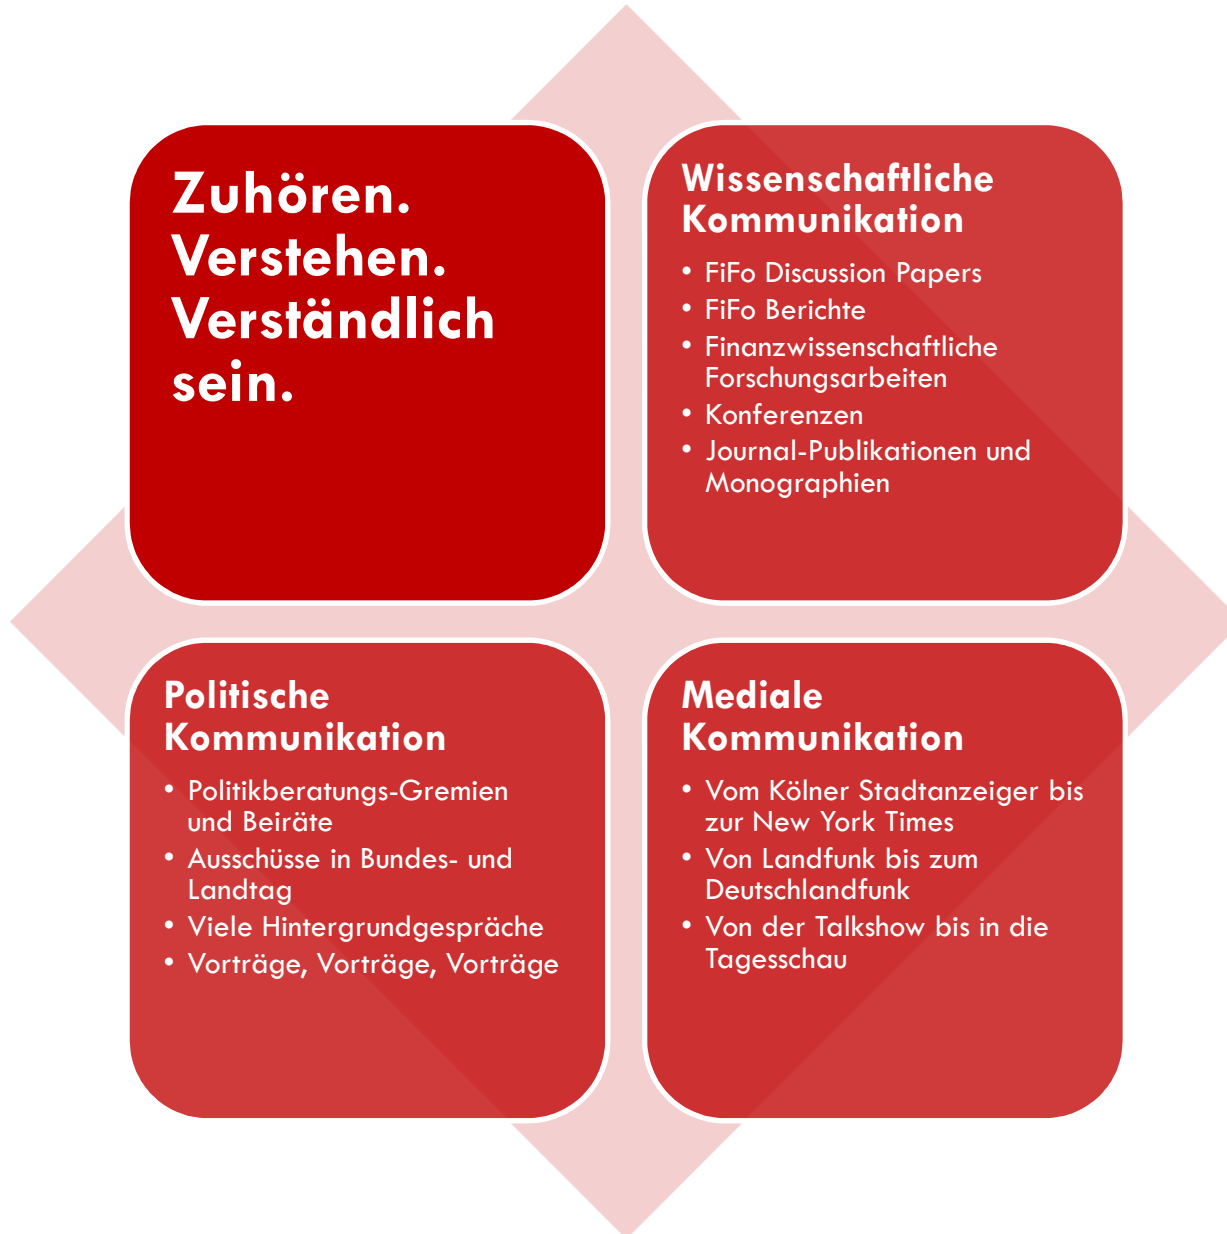 Zuhören.
Verstehen.
Verständlich
sein.
Wissenschaftliche
Kommunikation
• FiFo Discussion Papers
• FiFo Berichte
• Finanzwissenschaftliche
Forschungsarbeiten
• Konferenzen
• Journal-Publikationen und
Monographien
Politische
Kommunikation
• Politikberatungs-Gremien
und Beiräte
• Ausschüsse in Bundes- und
Landtag
• Viele Hintergrundgespräche
• Vorträge, Vorträge, Vorträge
Mediale
Kommunikation
• Vom Kölner Stadtanzeiger bis
zur New York Times
• Von Landfunk bis zum
Deutschlandfunk
• Von der Talkshow bis in die
Tagesschau